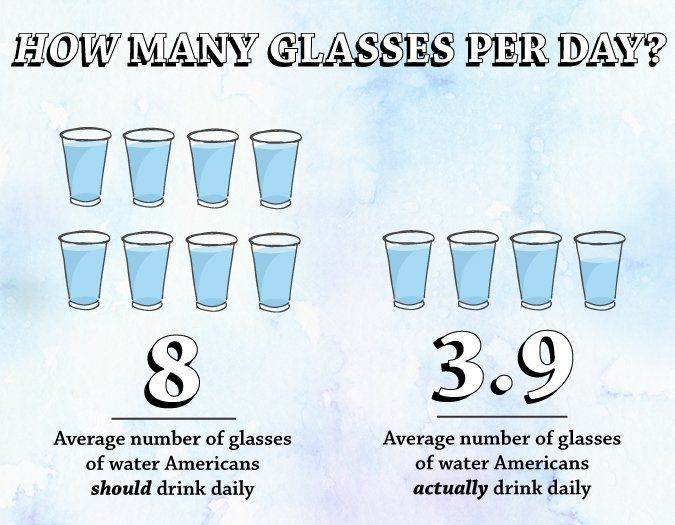 HOW MANY GLASSES PER DAY?
8
Average number of glasses
of water Americans
should drink daily
3.9
Average number of glasses
of water Americans
actually drink daily